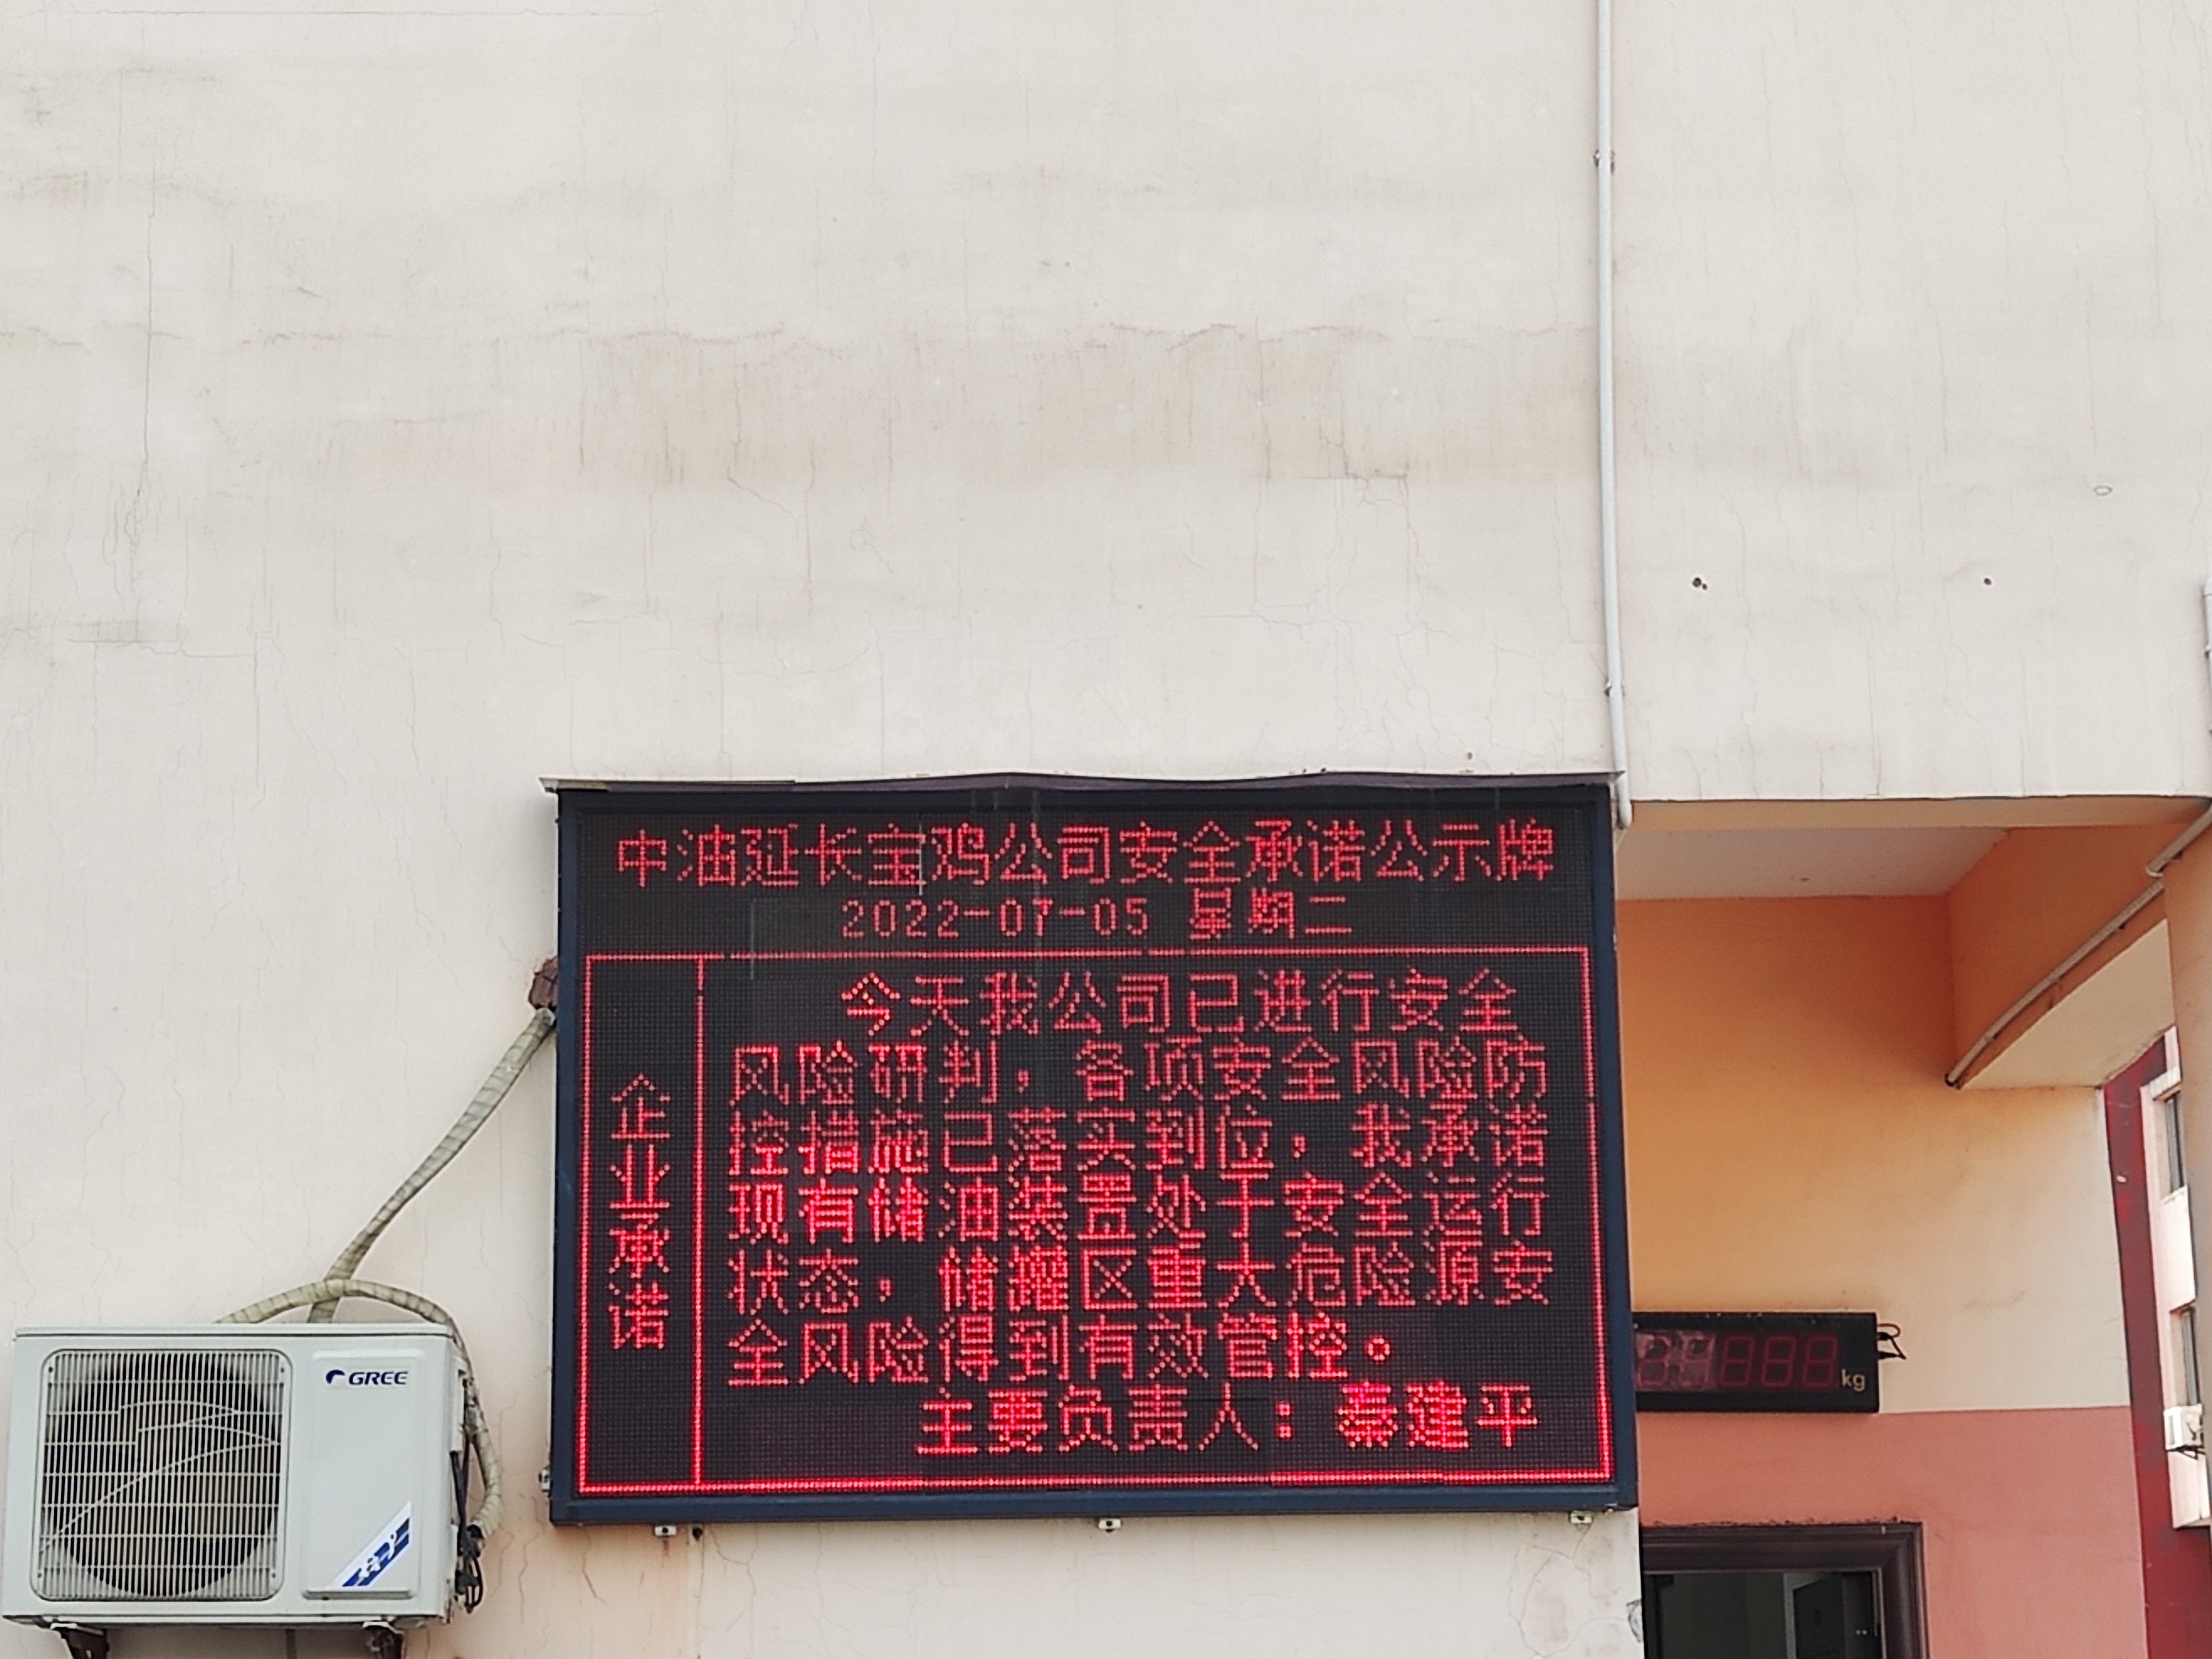 中油延长宝鸡公司安全承诺公示牌
2022-07-05 星期二
企业承诺
今天我公司已进行安全
风险研判，各项安全风险防
控措施已落实到位，我承诺
现有储油装置处于安全运行
状态，储罐区重大危险源安
全风险得到有效管控。
主要负责人：秦建平
GREE
kg